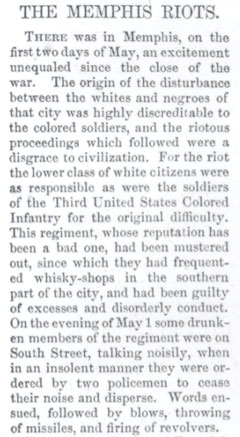 THE MEMPHIS RIOTS.
THERE was in Memphis, on the
first two days of May, an excitement
unequaled since the close of the
war. The origin of the disturbance
between the whites and negroes of
that city was highly discreditable to
the colored soldiers, and the riotous
proceedings which followed were a
disgrace to civilization. For the riot
the lower class of white citizens were
as responsible as were the soldiers
of the Third United States Colored
Infantry for the original difficulty.
This regiment, whose reputation has
been a bad one, had been mustered
out, since which they had frequent-
ed whisky-shops in the southern
part of the city, and had been guilty
of excesses and disorderly conduct.
On the evening of May 1 some drunk-
en members of the regiment were on
South Street, talking noisily, when
in an insolent manner they were or-
dered by two policemen to cease
their noise and disperse. Words en-
sued, followed by blows, throwing
of missiles, and firing of revolvers.